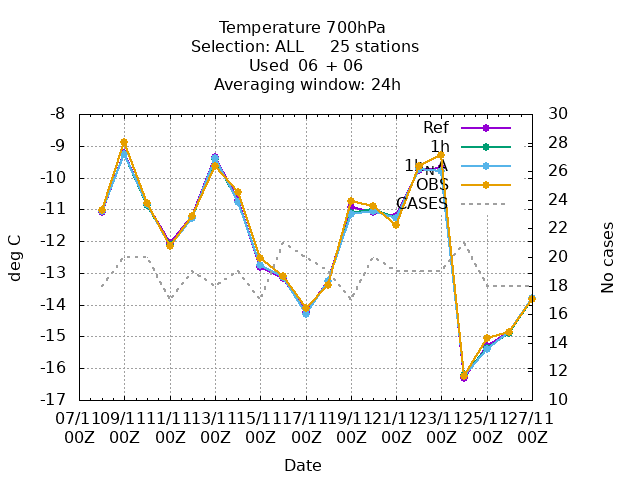 Temperature 700hPa
Selection: ALL 25 stations
Used 06 + 06
Averaging window: 24h
Ref
1h
OBS
CASES
deg C
-8
-9
-10
-11
-12
-13
-14
-15
-16
-17
No cases
30
28
26
24
22
20
18
16
14
12
10
07/11 09/11 11/11 13/11 15/11 17/11 19/11 21/11 23/11 25/11 27/11
00Z 00Z 00Z 00Z 00Z 00Z 00Z 00Z 00Z 00Z 00Z
Date